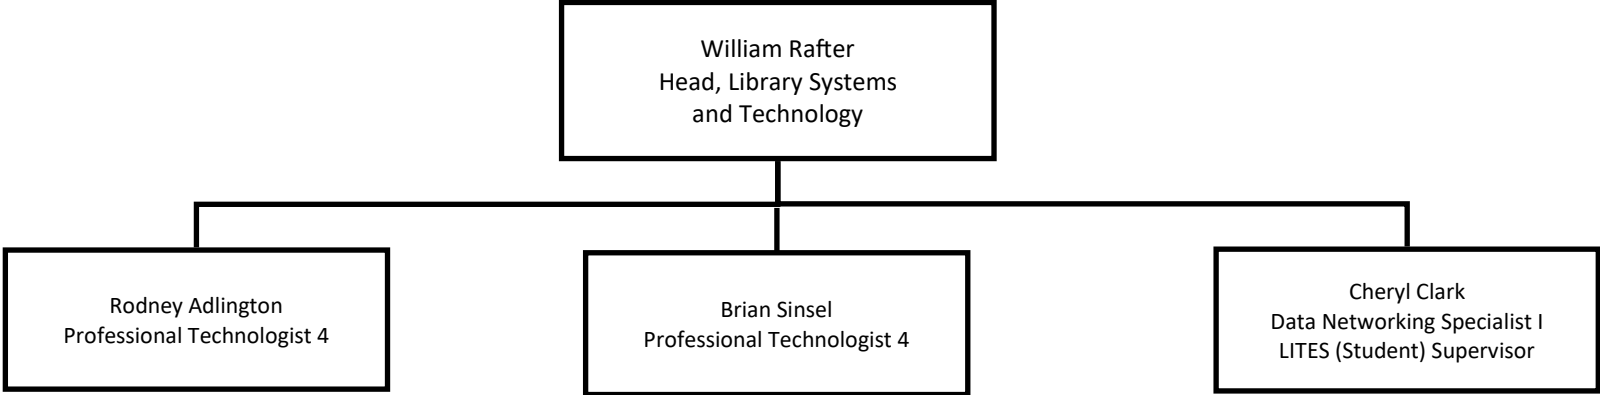 William Rafter
Head, Library Systems
and Technology
Rodney Adlington
Professional Technologist 4
Brian Sinsel
Professional Technologist 4
Cheryl Clark
Data Networking Specialist I
LITES (Student) Supervisor